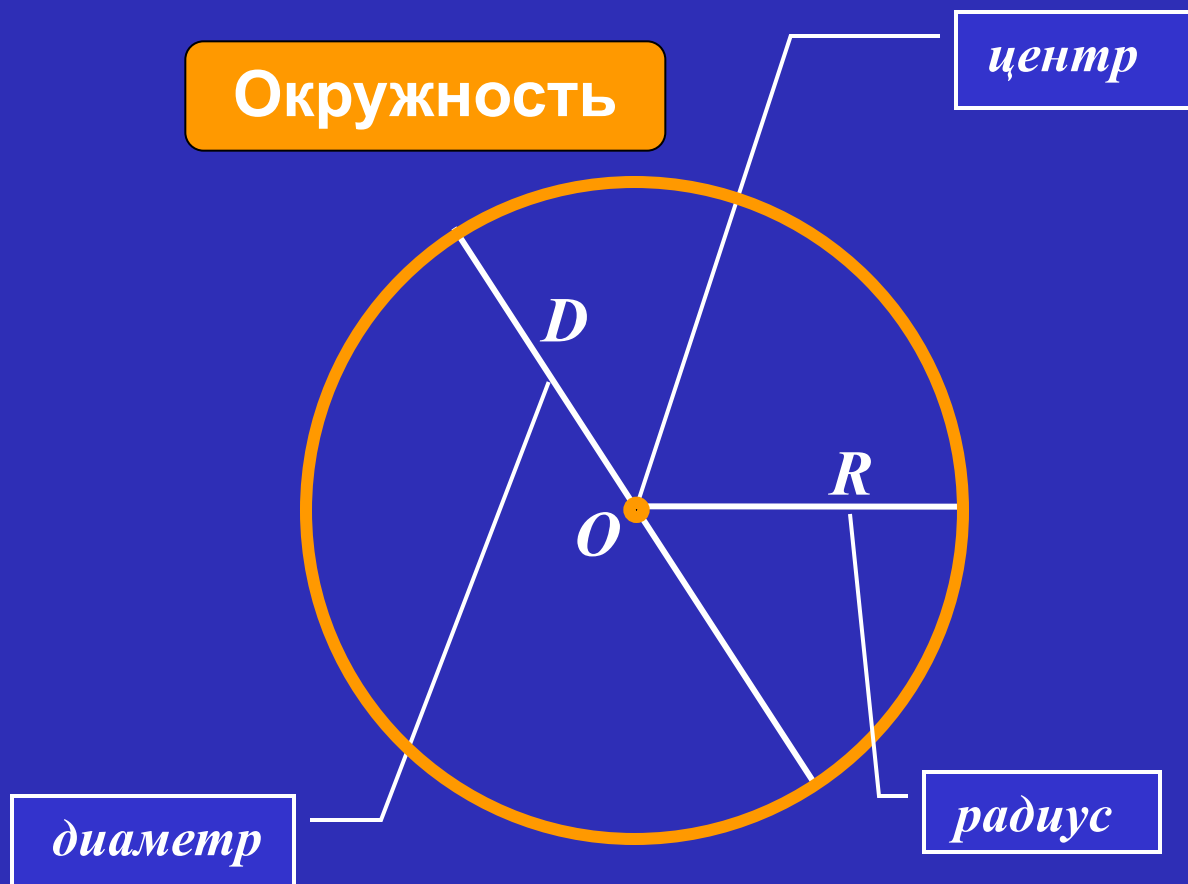 центр
Окружность
D
R
O
диаметр
радиус